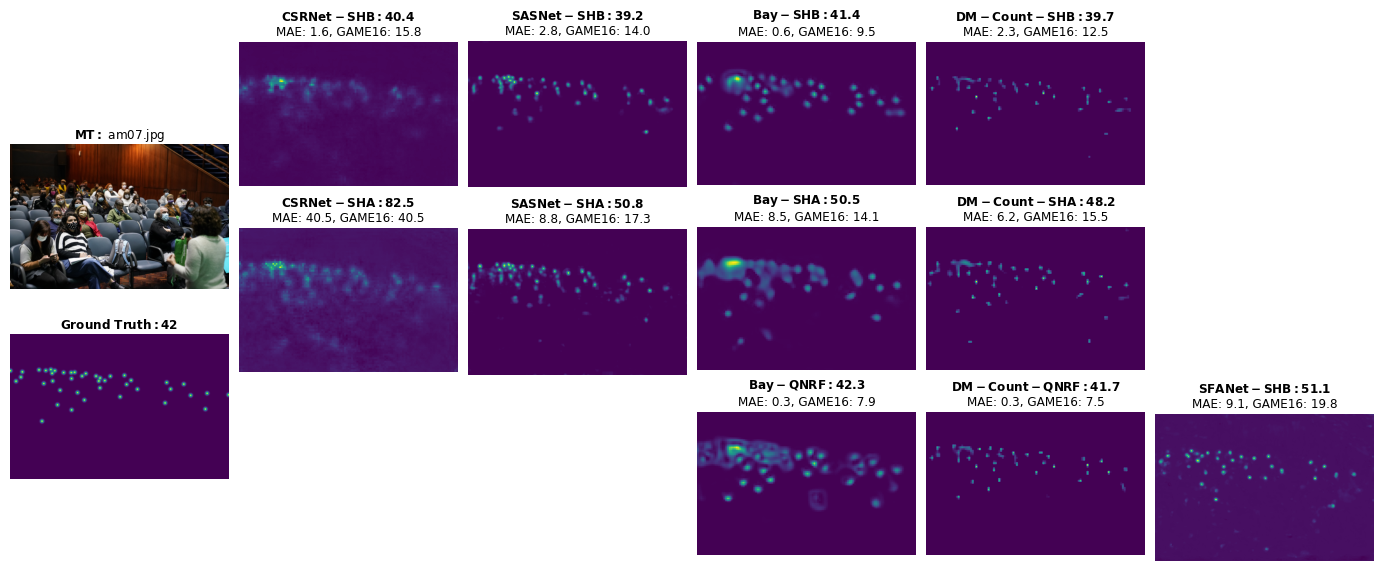 CSRNet−SHB:40.4
MAE: 1.6, GAME16: 15.8
SASNet−SHB:39.2
MAE: 2.8, GAME16: 14.0
Bay−SHB:41.4
MAE: 0.6, GAME16: 9.5
DM−Count−SHB:39.7
MAE: 2.3, GAME16: 12.5
MT: am07.jpg
CSRNet−SHA:82.5
MAE: 40.5, GAME16: 40.5
SASNet−SHA:50.8
MAE: 8.8, GAME16: 17.3
Bay−SHA:50.5
MAE: 8.5, GAME16: 14.1
DM−Count−SHA:48.2
MAE: 6.2, GAME16: 15.5
Ground Truth:42
Bay−QNRF:42.3
MAE: 0.3, GAME16: 7.9
DM−Count−QNRF:41.7
MAE: 0.3, GAME16: 7.5
SFANet−SHB:51.1
MAE: 9.1, GAME16: 19.8